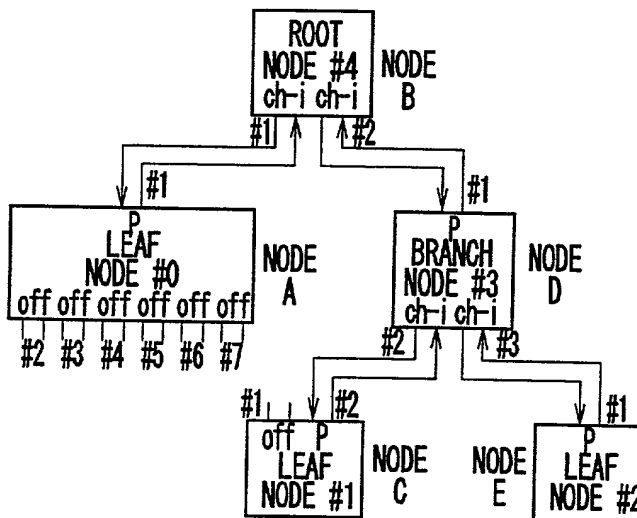 ROOT
NODE #4
ch-i ch-i
NODE
B
#1
#2
#1
#1
P
LEAF
NODE #0
off off off off off off
NODE
A
#2 #3 #4 #5 #6 #7
P
BRANCH
NODE #3
ch-i ch-i
NODE
D
#2
#3
#1
#2
#1
off P
LEAF
NODE #1
NODE
C
NODE
E
P
LEAF
NODE #2